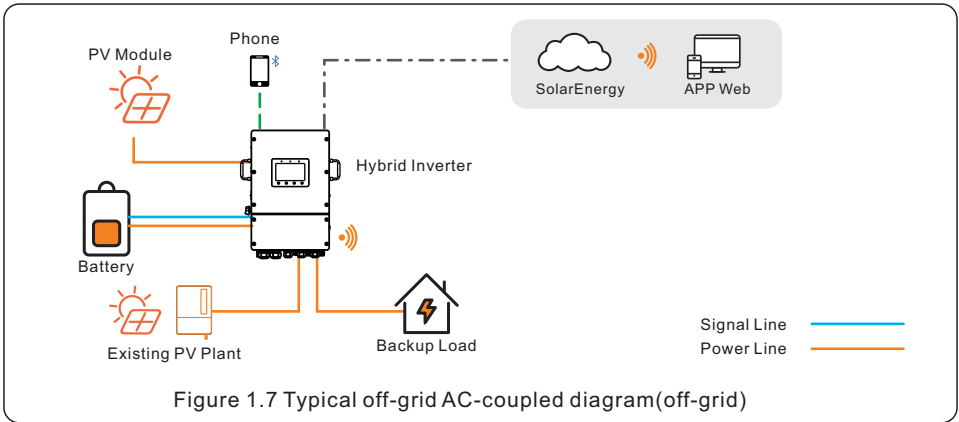 Phone
PV Module
SolarEnergy
APP Web
Hybrid Inverter
Battery
Existing PV Plant
Backup Load
Signal Line
Power Line
Figure 1.7 Typical off-grid AC-coupled diagram(off-grid)